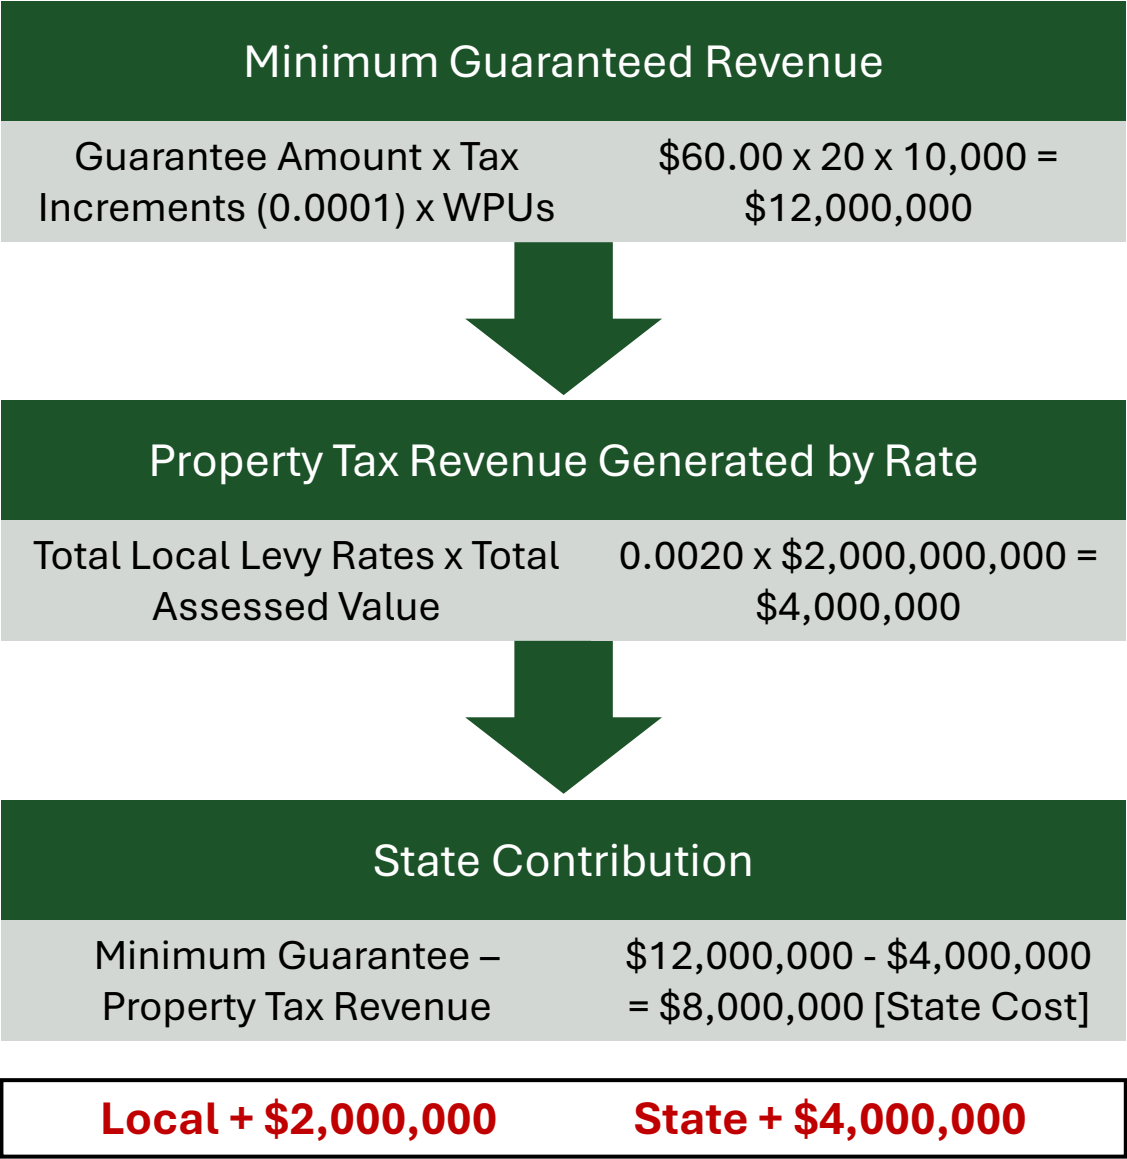 Minimum Guaranteed Revenue
Guarantee Amount x Tax
Increments (0.0001) x WPUs
$60.00 x 20 x 10,000 =
$12,000,000
Property Tax Revenue Generated by Rate
Total Local Levy Rates x Total
Assessed Value
0.0020 x $2,000,000,000 =
$4,000,000
State Contribution
Minimum Guarantee –
Property Tax Revenue
$12,000,000 - $4,000,000
= $8,000,000 [State Cost]
Local + $2,000,000
State + $4,000,000